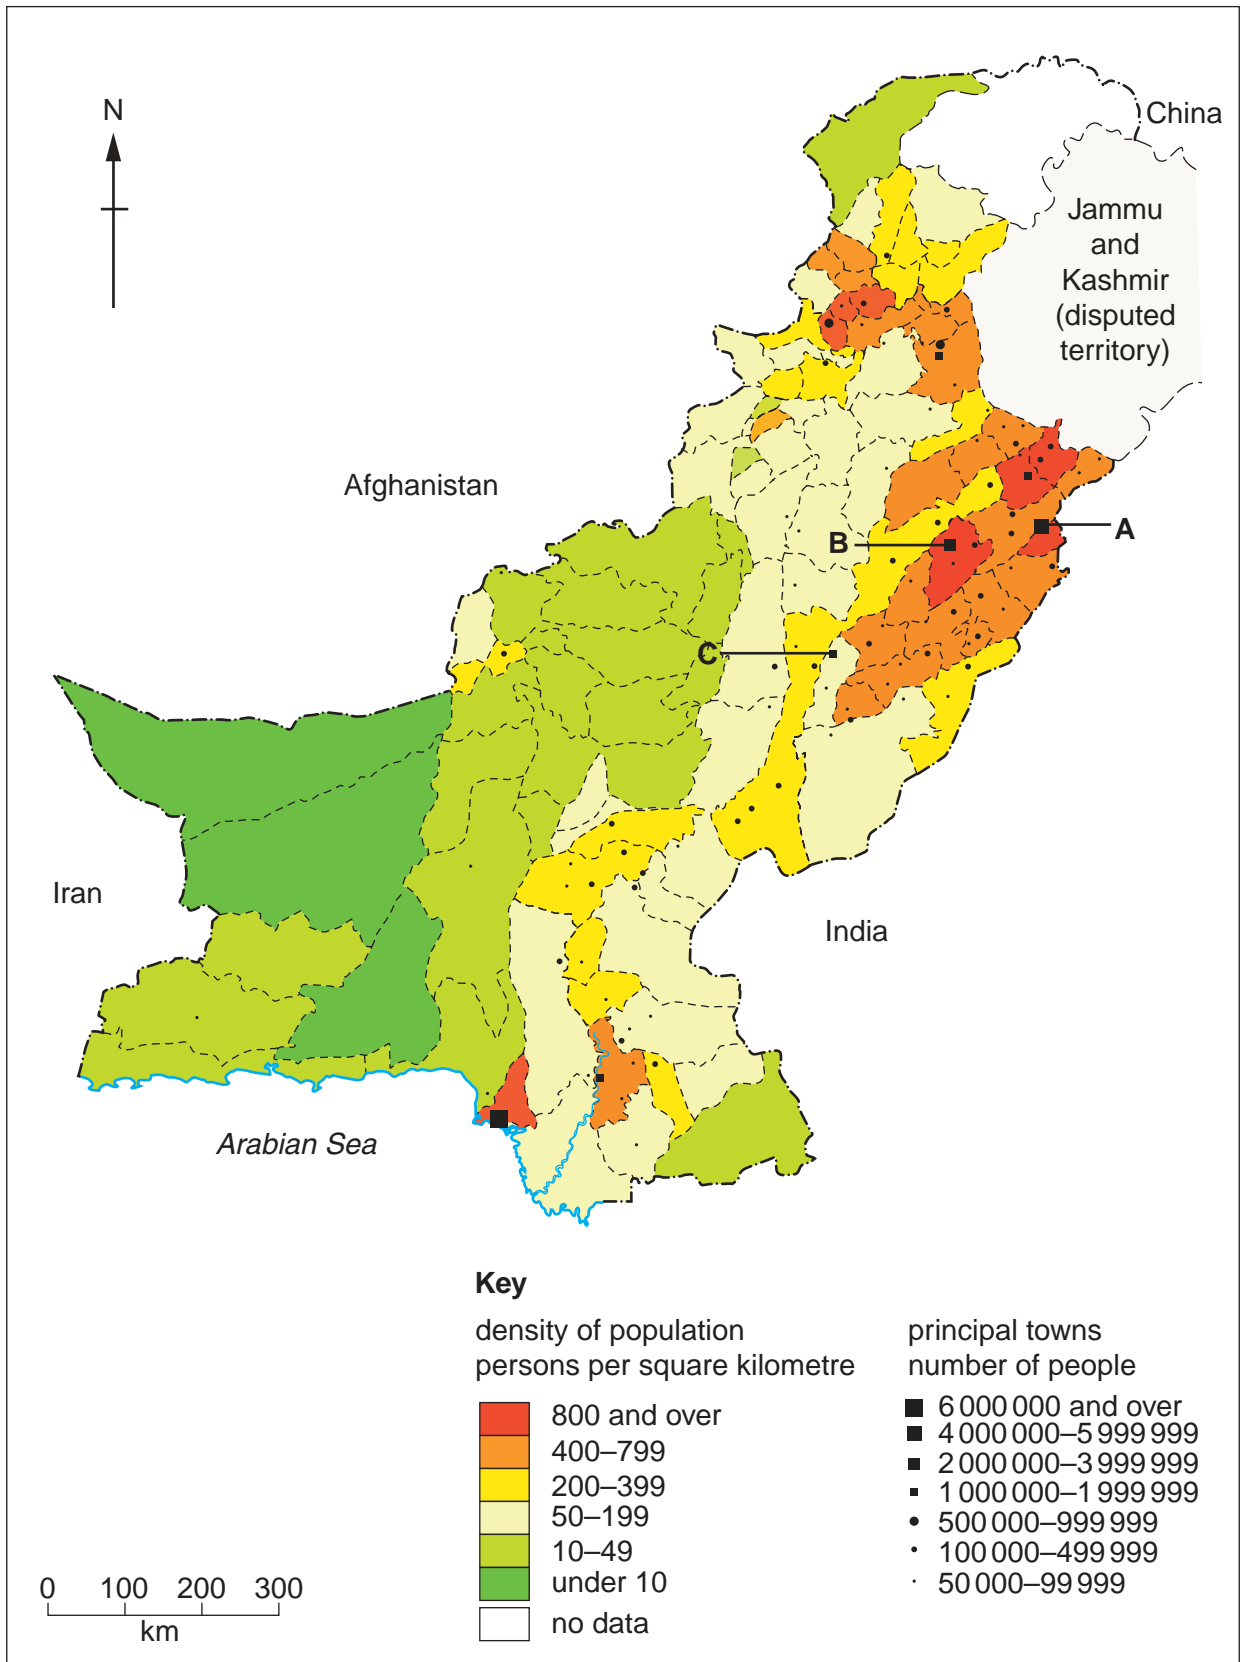 N
China
Jammu
and
Kashmir
(disputed
territory)
Afghanistan
A
B
C
Iran
India
Arabian Sea
Key
density of population
persons per square kilometre
800 and over
400–799
200–399
50–199
10–49
under 10
no data
principal towns
number of people
6 000 000 and over
4 000 000–5 999 999
2 000 000–3 999 999
1 000 000–1 999 999
500 000–999 999
100 000–499 999
50 000–99 999
0 100 200 300
km